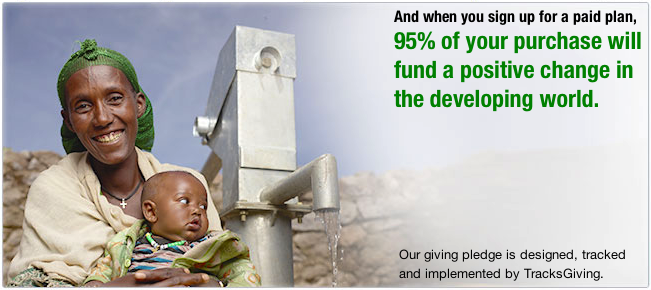 And when you sign up for a paid plan,
95% of your purchase will
fund a positive change in
the developing world.
Our giving pledge is designed, tracked
and implemented by TracksGiving.